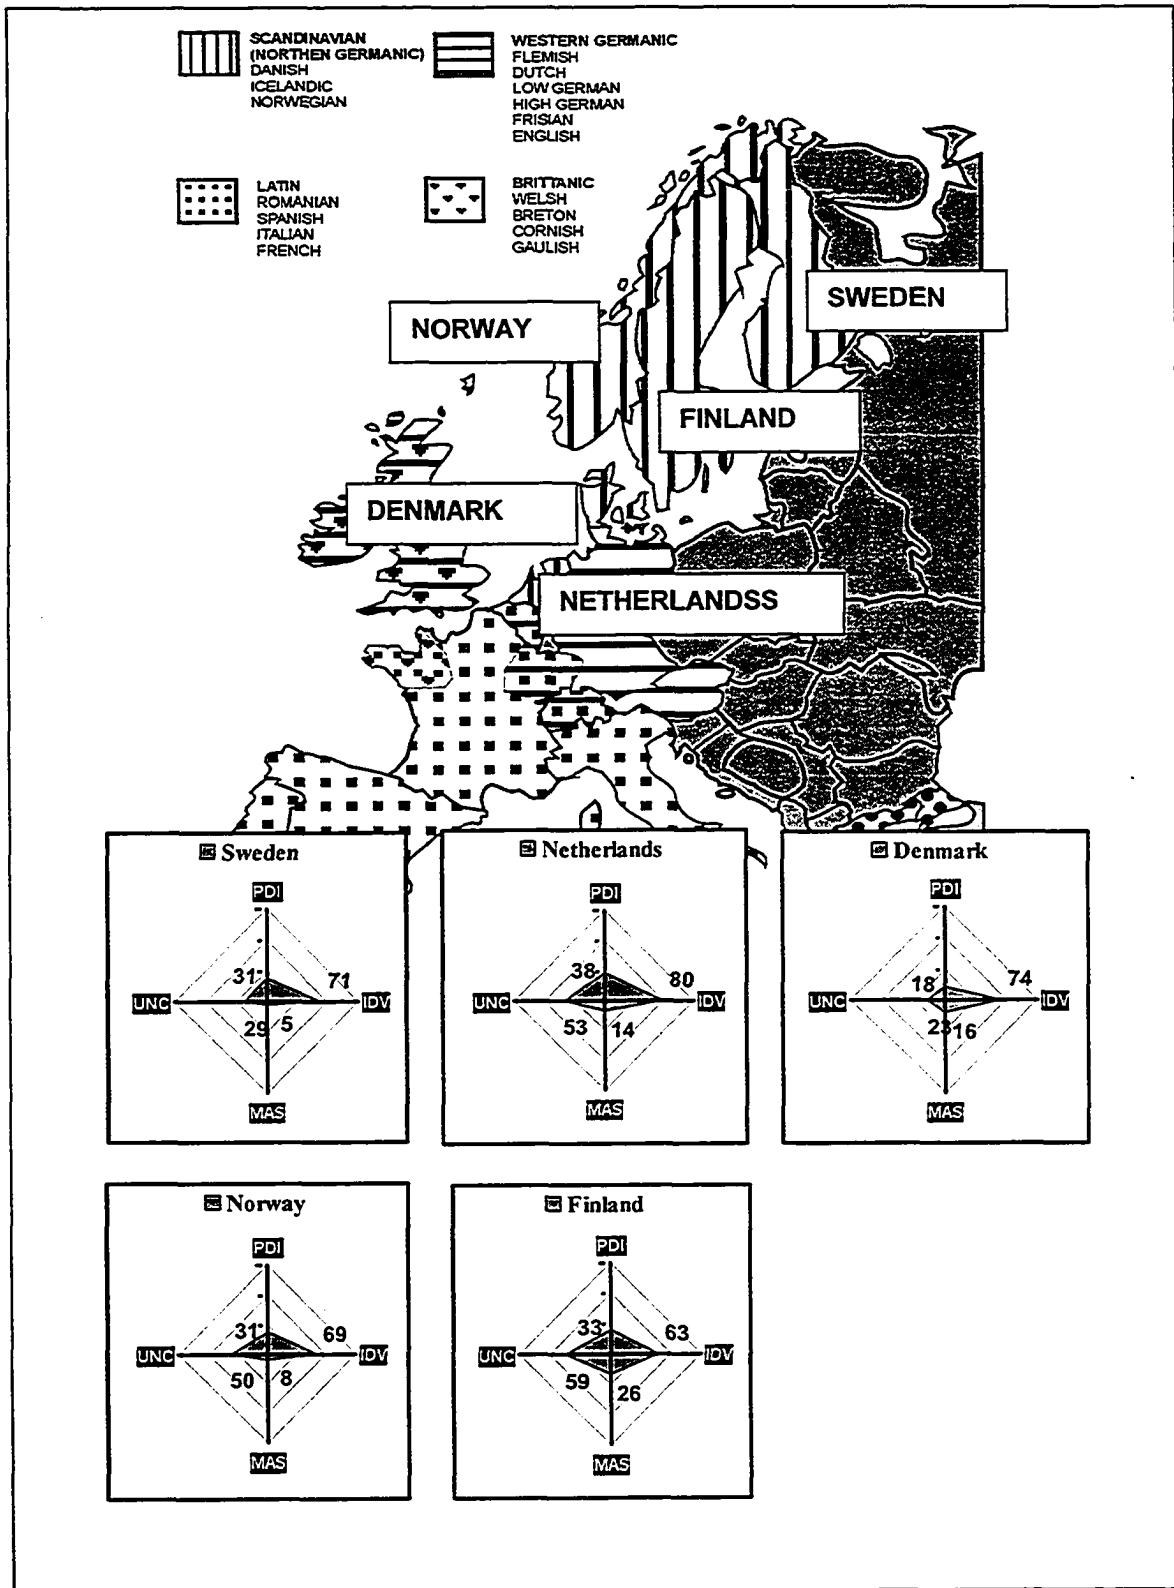 SCANDINAVIAN
(NORTHEN GERMANIC)
DANISH
ICELANDIC
NORWEGIAN
WESTERN GERMANIC
FLEMISH
DUTCH
LOW GERMAN
HIGH GERMAN
FRISIAN
ENGLISH
LATIN
ROMANIAN
SPANISH
ITALIAN
FRENCH
BRITTANIC
WELSH
BRETON
CORNISH
GAULISH
SWEDEN
NORWAY
FINLAND
DENMARK
NETHERLANDSS
Sweden
PDI
31
71
UNC
IDV
29
5
MAS
Netherlands
PDI
38
80
UNC
IDV
53
14
MAS
Denmark
PDI
18
74
UNC
IDV
23
16
MAS
Norway
PDI
31
69
UNC
IDV
50
8
MAS
Finland
PDI
33
63
UNC
IDV
59
26
MAS